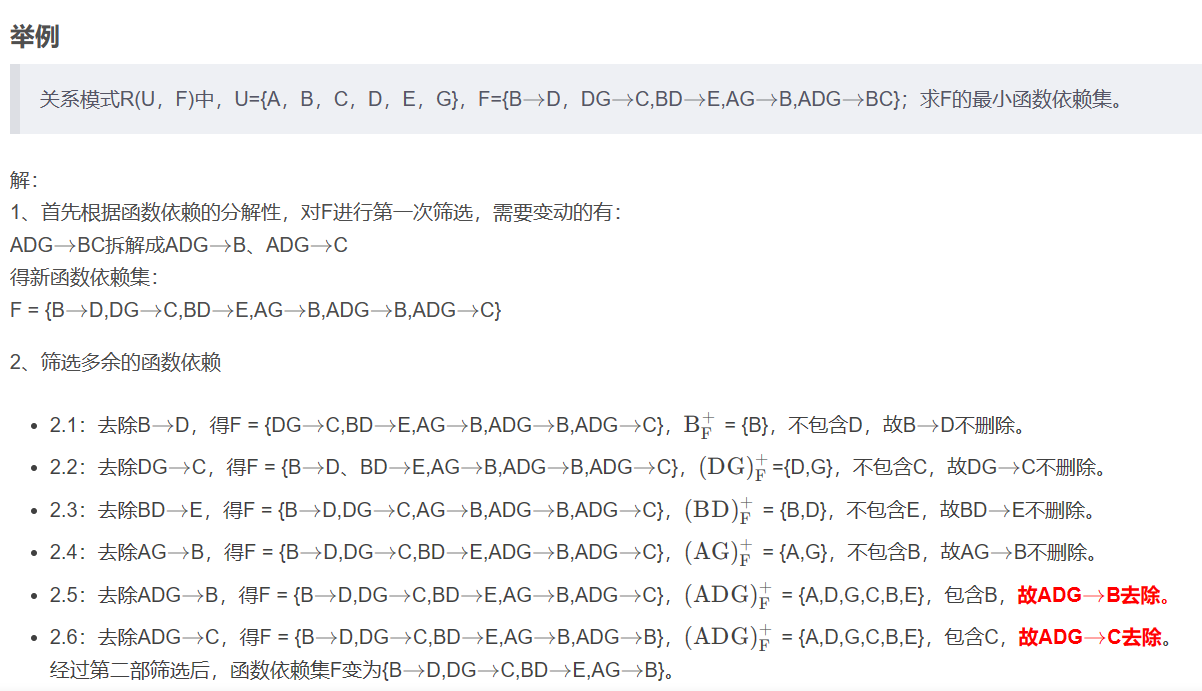 举例
关系模式R(U，F)中，U={A，B，C，D，E，G}，F={B→D，DG→C,BD→E,AG→B,ADG→BC}；求F的最小函数依赖集。
解：
1、首先根据函数依赖的分解性，对F进行第一次筛选，需要变动的有：
ADG→BC拆解成ADG→B、ADG→C
得新函数依赖集：
F = {B→D,DG→C,BD→E,AG→B,ADG→B,ADG→C}
2、筛选多余的函数依赖
• 2.1：去除B→D，得F = {DG→C,BD→E,AG→B,ADG→B,ADG→C}，B_F^+ = {B}，不包含D，故B→D不删除。
• 2.2：去除DG→C，得F = {B→D、BD→E,AG→B,ADG→B,ADG→C}，(DG)_F^+ ={D,G}，不包含C，故DG→C不删除。
• 2.3：去除BD→E，得F = {B→D,DG→C,AG→B,ADG→B,ADG→C}，(BD)_F^+ = {B,D}，不包含E，故BD→E不删除。
• 2.4：去除AG→B，得F = {B→D,DG→C,BD→E,ADG→B,ADG→C}，(AG)_F^+ = {A,G}，不包含B，故AG→B不删除。
• 2.5：去除ADG→B，得F = {B→D,DG→C,BD→E,AG→B,ADG→C}，(ADG)_F^+ = {A,D,G,C,B,E}，包含B，故ADG→B去除。
• 2.6：去除ADG→C，得F = {B→D,DG→C,BD→E,AG→B,ADG→B}，(ADG)_F^+ = {A,D,G,C,B,E}，包含C，故ADG→C去除。
经过第二部筛选后，函数依赖集F变为{B→D,DG→C,BD→E,AG→B}。